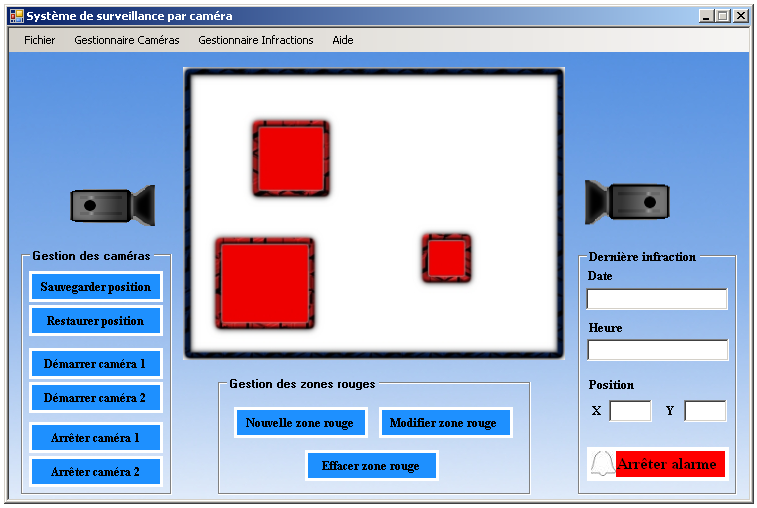 Système de surveillance par caméra
Fichier Gestionnaire Caméras Gestionnaire Infractions Aide
Gestion des caméras
Sauvegarder position
Restaurer position
Démarrer caméra 1
Démarrer caméra 2
Arrêter caméra 1
Arrêter caméra 2
Gestion des zones rouges
Nouvelle zone rouge Modifier zone rouge
Effacer zone rouge
Dernière infraction
Date
Heure
Position
X Y
Arrêter alarme